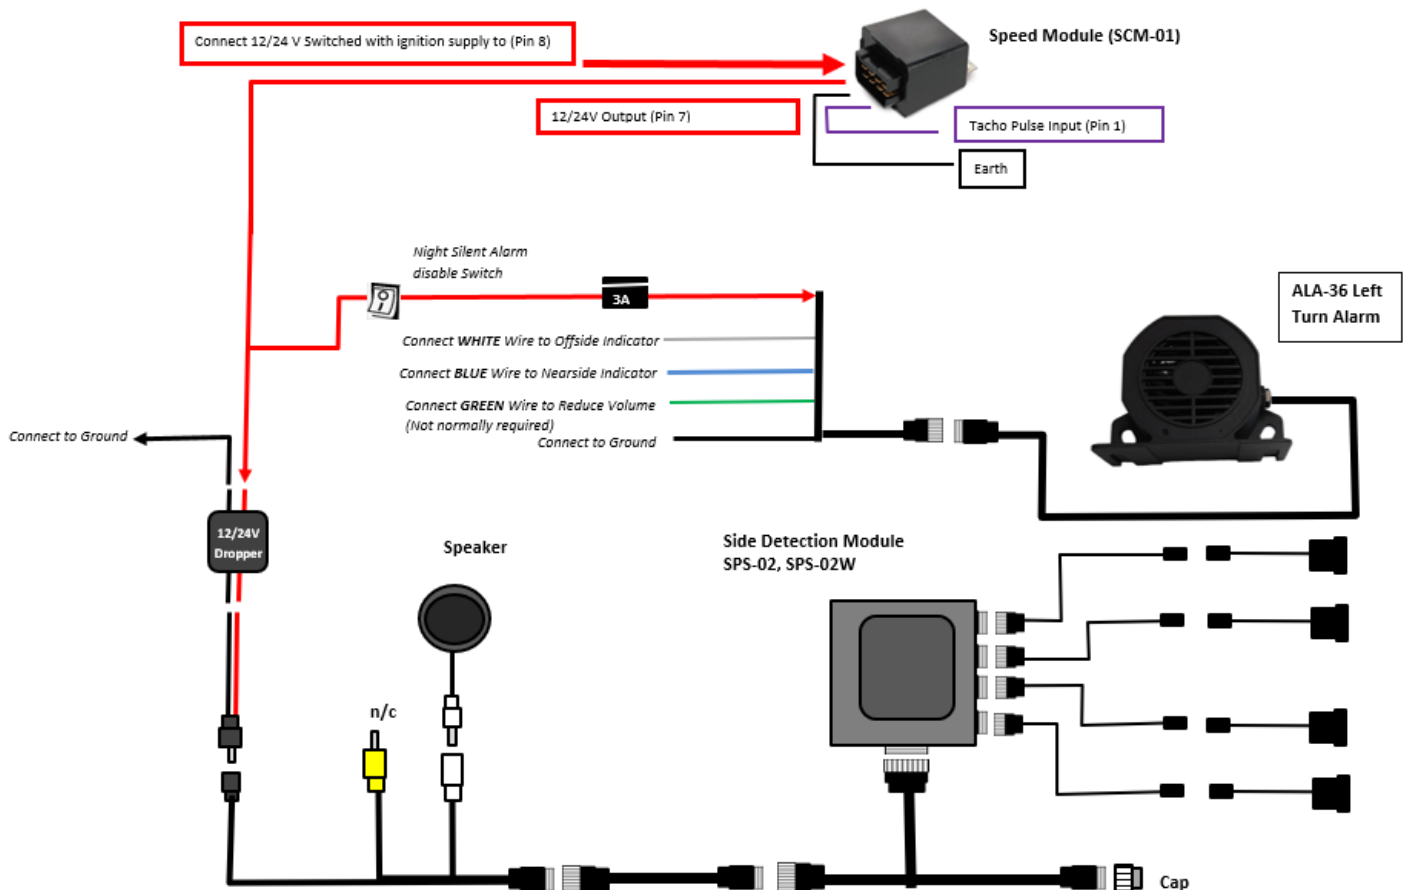 Connect 12/24 V Switched with ignition supply to (Pin 8)
Speed Module (SCM-01)
12/24V Output (Pin 7)
Tacho Pulse Input (Pin 1)
Earth
Night Silent Alarm
disable Switch
3A
ALA-36 Left
Turn Alarm
Connect WHITE Wire to Offside Indicator
Connect BLUE Wire to Nearside Indicator
Connect GREEN Wire to Reduce Volume
(Not normally required)
Connect to Ground
Connect to Ground
12/24V
Dropper
Speaker
Side Detection Module
SPS-02, SPS-02W
n/c
Cap